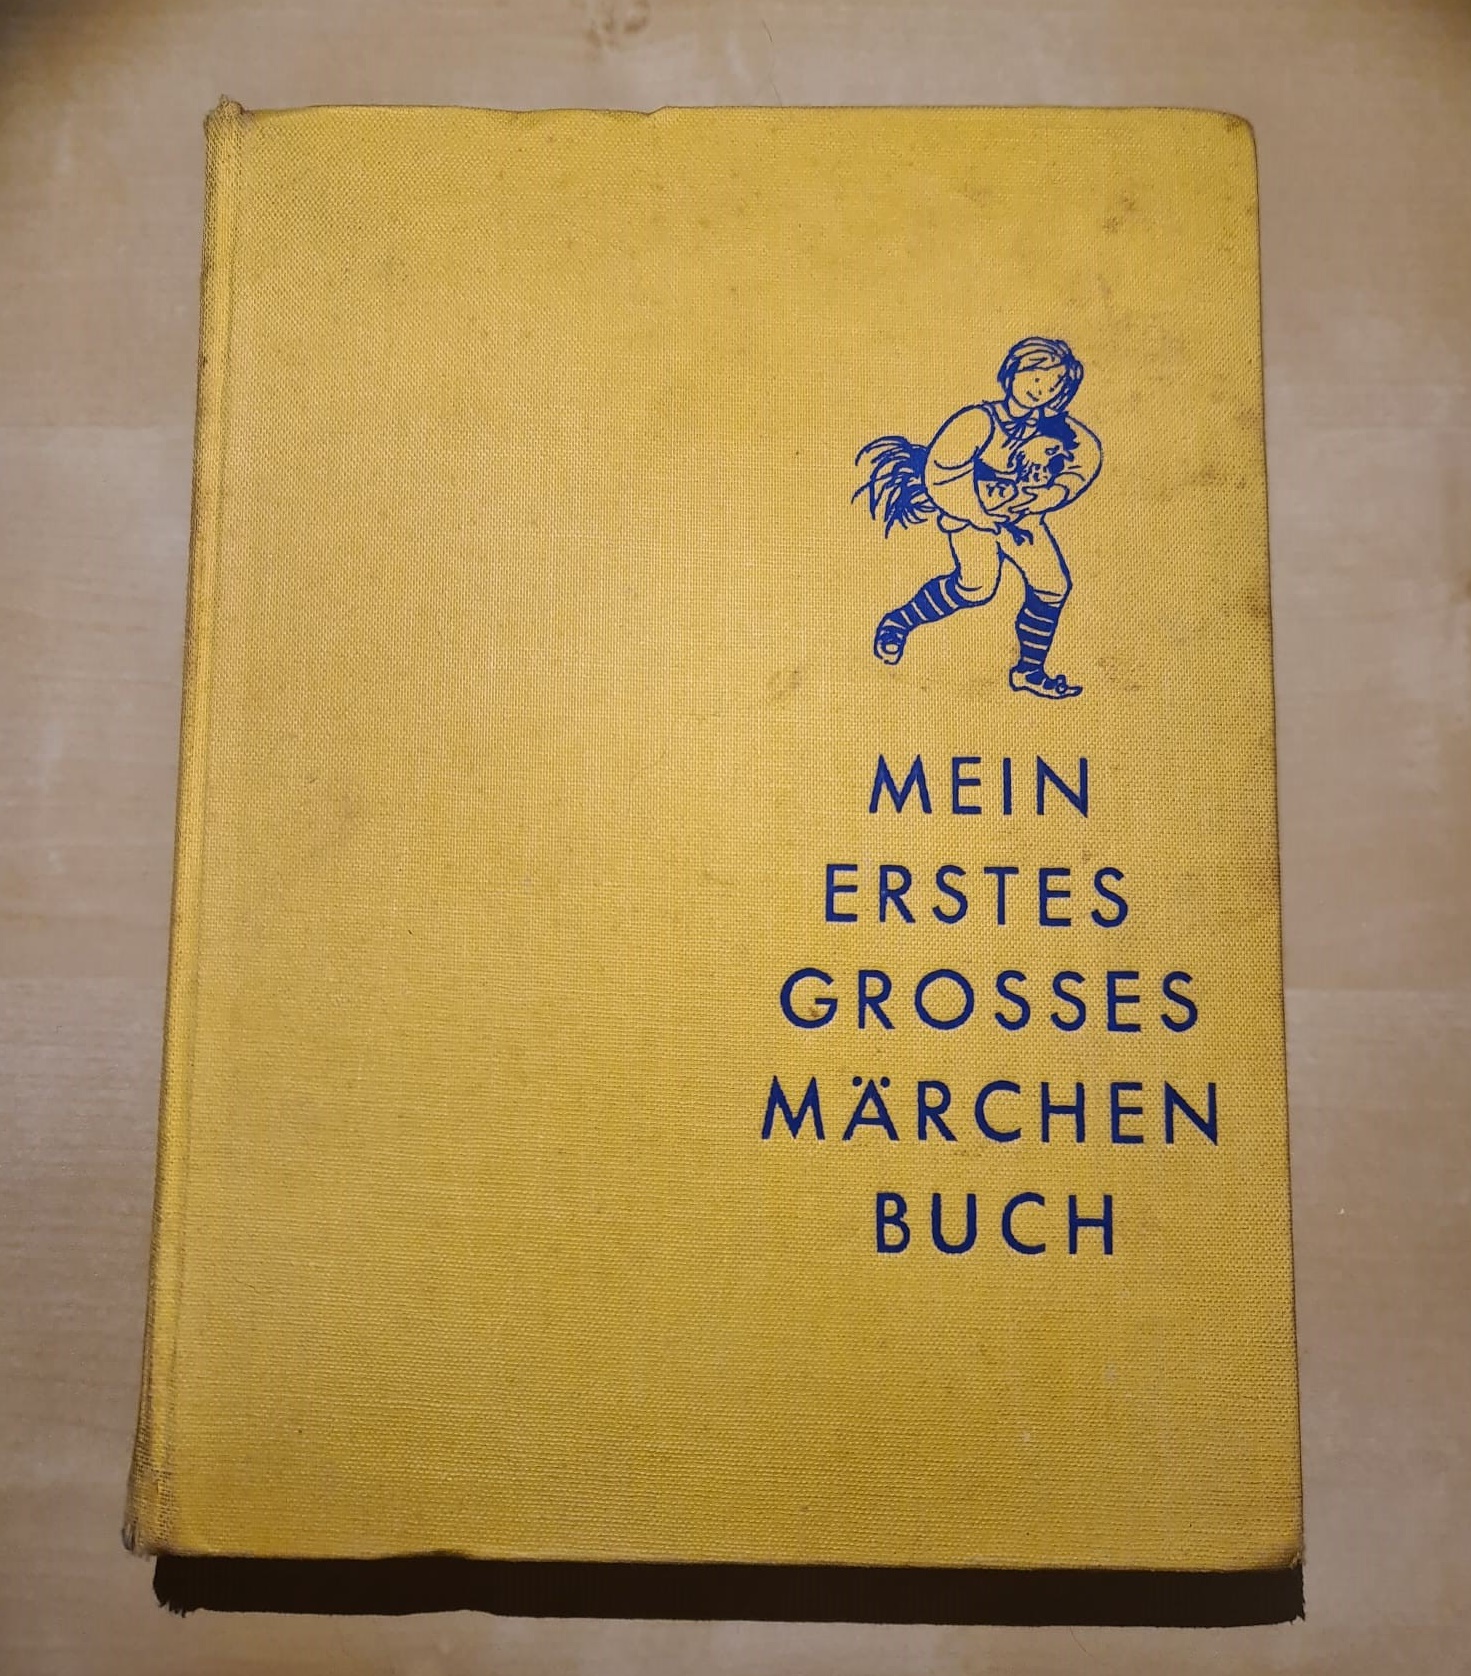 MEIN
ERSTES
GROSSES
MÄRCHEN
BUCH